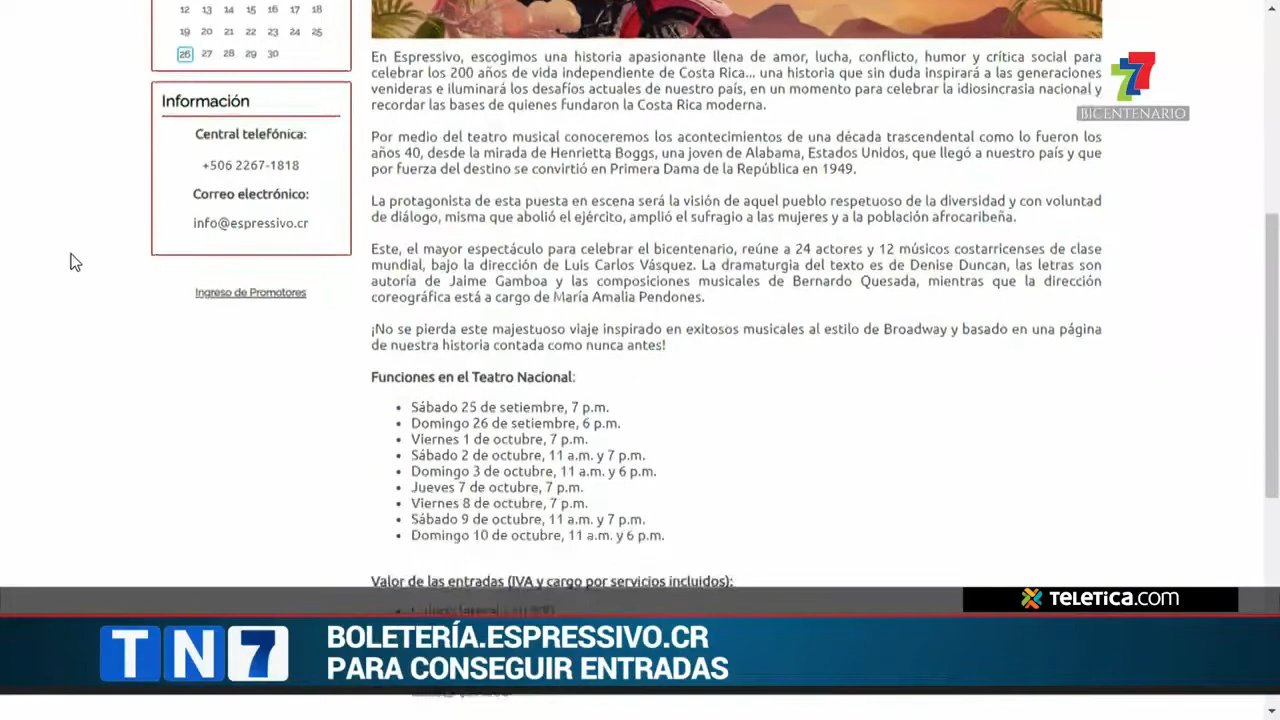 12 13 14 15 16 17 18
19 20 21 22 23 24 25
26 27 28 29 30
Información
Central telefónica:
+506 2267-1818
Correo electrónico:
info@espressivo.cr
Ingreso de Promotores
En Espressivo, escogimos una historia apasionante llena de amor, lucha, conflicto, humor y crítica social para
celebrar los 200 años de vida independiente de Costa Rica... una historia que sin duda inspirará a las generaciones
venideras e iluminará los desafíos actuales de nuestro país, en un momento para celebrar la idiosincrasia nacional y
recordar las bases de quienes fundaron la Costa Rica moderna.
Por medio del teatro musical conoceremos los acontecimientos de una década trascendental como lo fueron los
años 40, desde la mirada de Henrietta Boggs, una joven de Alabama, Estados Unidos, que llegó a nuestro país y que
por fuerza del destino se convirtió en Primera Dama de la República en 1949.
La protagonista de esta puesta en escena será la visión de aquel pueblo respetuoso de la diversidad y con voluntad
de diálogo, misma que abolió el ejército, amplió el sufragio a las mujeres y a la población afrocaribeña.
Este, el mayor espectáculo para celebrar el bicentenario, reúne a 24 actores y 12 músicos costarricenses de clase
mundial, bajo la dirección de Luis Carlos Vásquez. La dramaturgia del texto es de Denise Duncan, las letras son
autoría de Jaime Gamboa y las composiciones musicales de Bernardo Quesada, mientras que la dirección
coreográfica está a cargo de María Amalia Pendones.
¡No se pierda este majestuoso viaje inspirado en exitosos musicales al estilo de Broadway y basado en una página
de nuestra historia contada como nunca antes!
Funciones en el Teatro Nacional:
• Sábado 25 de setiembre, 7 p.m.
• Domingo 26 de setiembre, 6 p.m.
• Viernes 1 de octubre, 7 p.m.
• Sábado 2 de octubre, 11 a.m. y 7 p.m.
• Domingo 3 de octubre, 11 a.m. y 6 p.m.
• Jueves 7 de octubre, 7 p.m.
• Viernes 8 de octubre, 7 p.m.
• Sábado 9 de octubre, 11 a.m. y 7 p.m.
• Domingo 10 de octubre, 11 a.m. y 6 p.m.
Valor de las entradas (IVA y cargo por servicios incluidos):
7
BICENTENARIO
TELETICA.COM
TN7
BOLETERÍA.ESPRESSIVO.CR
PARA CONSEGUIR ENTRADAS